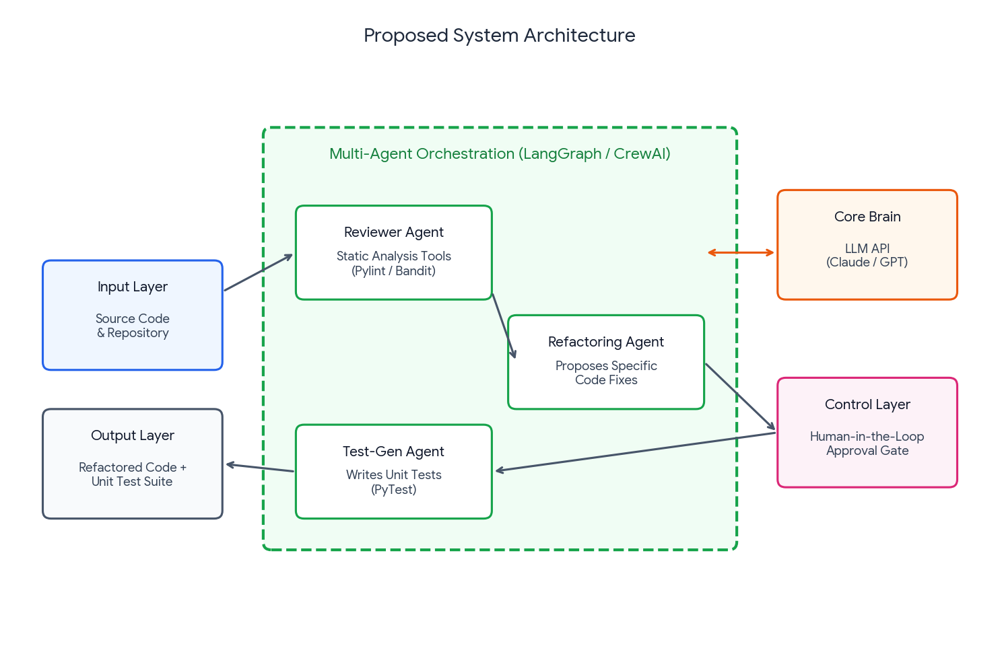 Proposed System Architecture
Multi-Agent Orchestration (LangGraph / CrewAI)
Reviewer Agent
Static Analysis Tools
(Pylint / Bandit)
Core Brain
LLM API
(Claude / GPT)
Input Layer
Source Code
& Repository
Refactoring Agent
Proposes Specific
Code Fixes
Control Layer
Human-in-the-Loop
Approval Gate
Output Layer
Refactored Code +
Unit Test Suite
Test-Gen Agent
Writes Unit Tests
(PyTest)